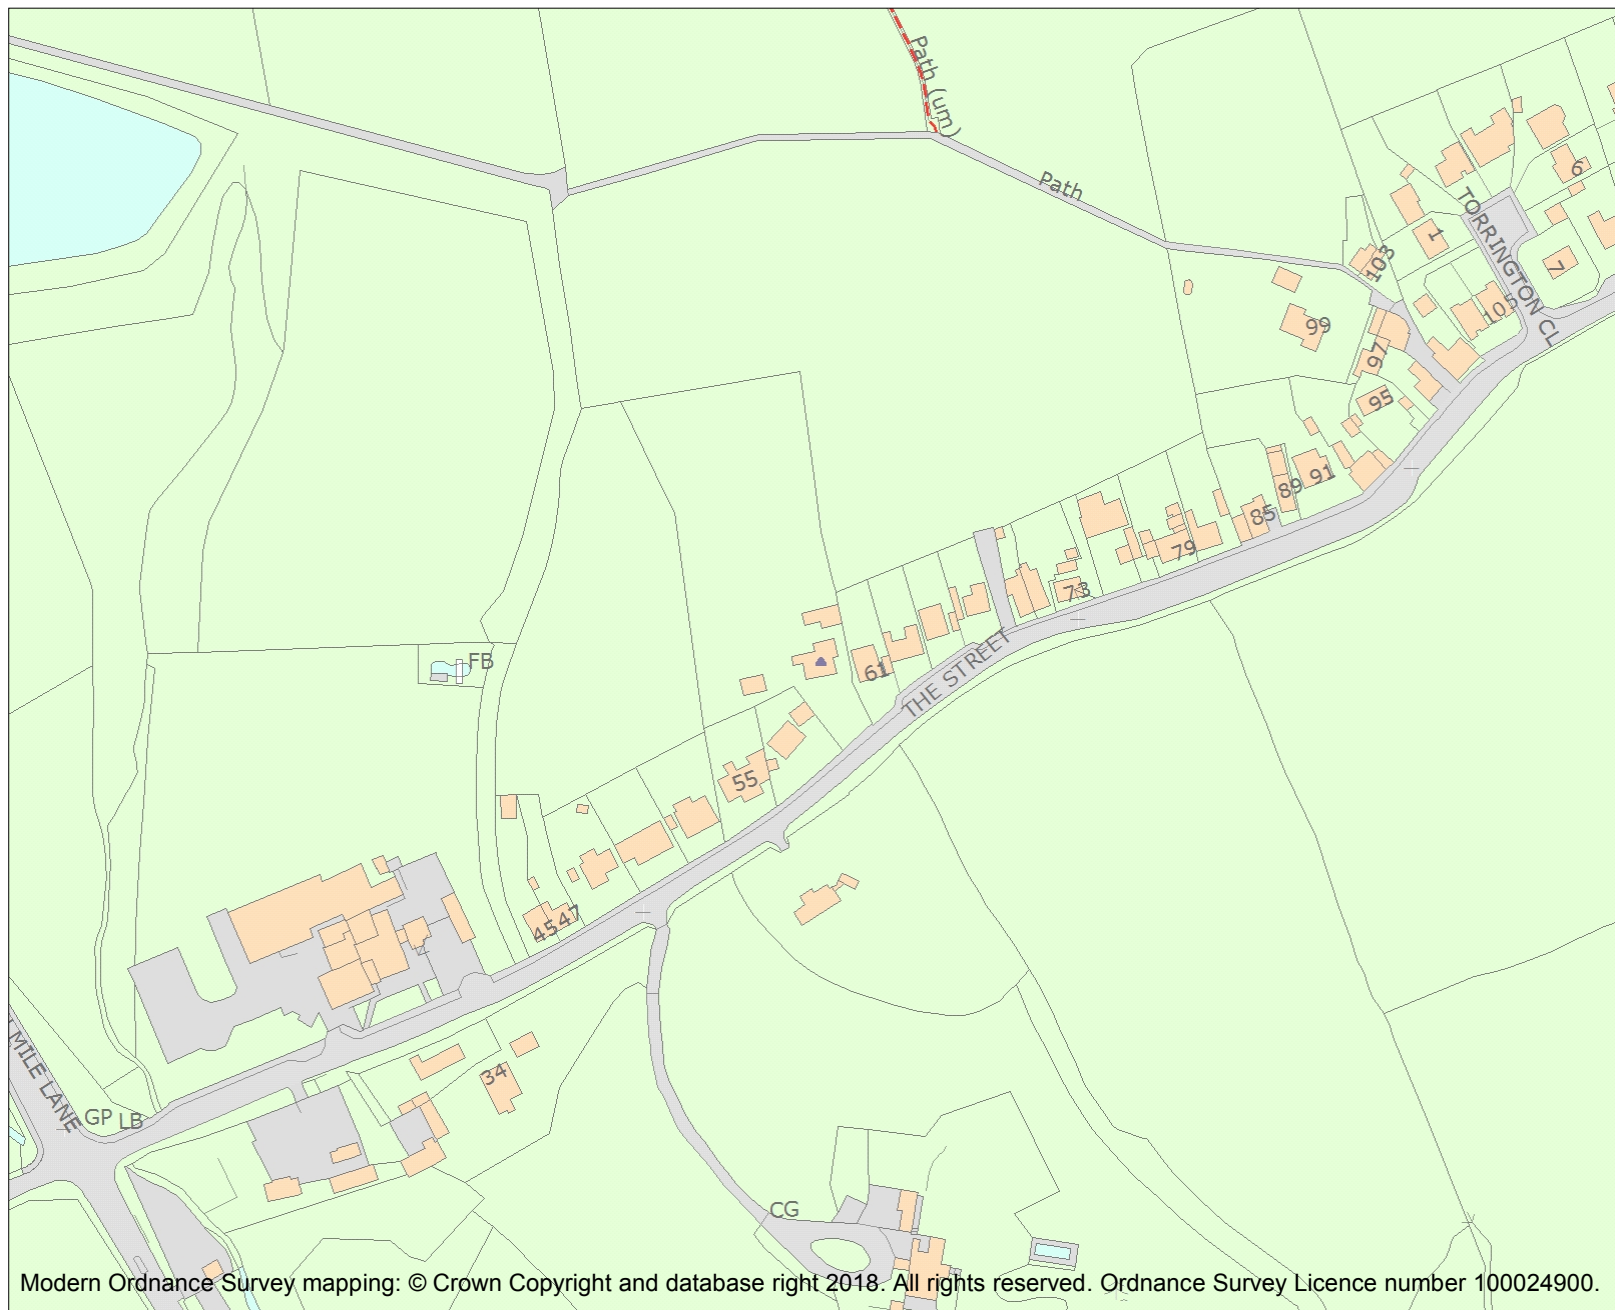 Path (um)
Path
6
TORRINGTON CL
1
103
7
105
99
97
95
91
89
85
79
73
FB
61
THE STREET
55
45
47
MILE LANE
GP
LB
34
CG
Modern Ordnance Survey mapping: © Crown Copyright and database right 2018. All rights reserved. Ordnance Survey Licence number 100024900.